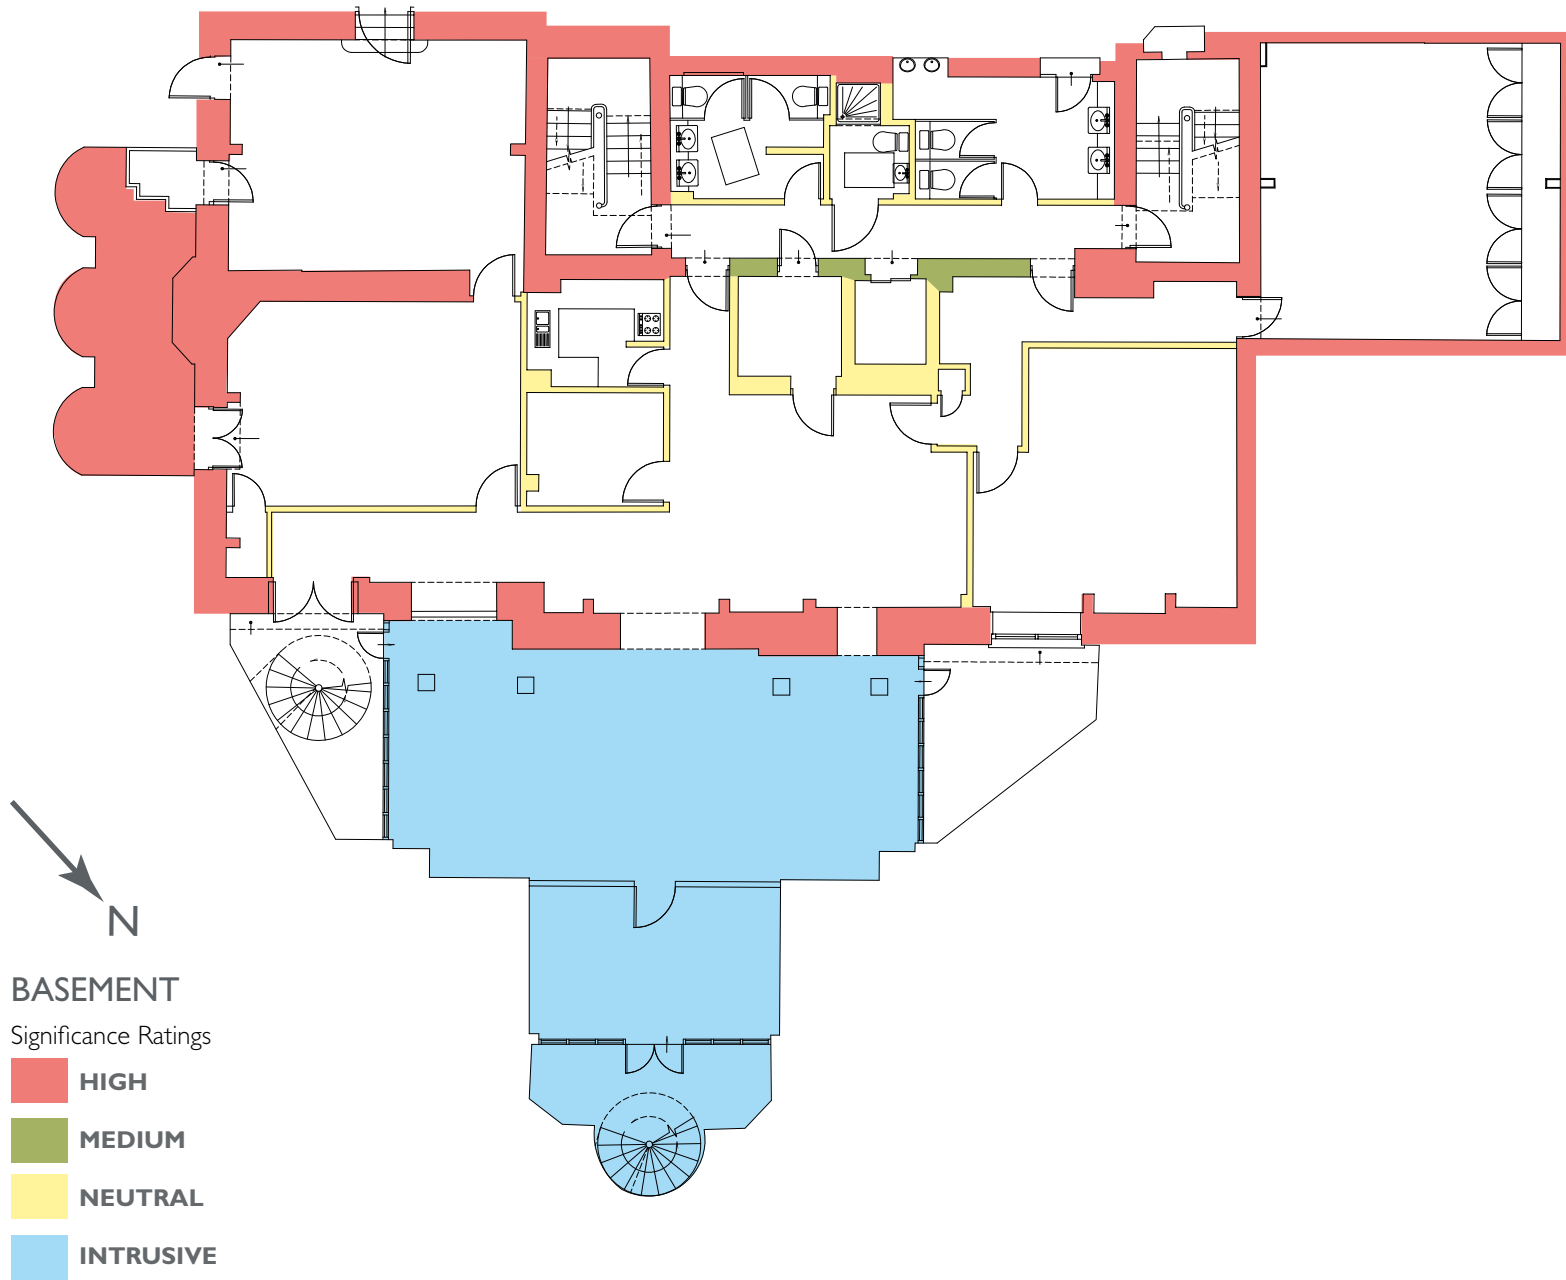 N
BASEMENT
Significance Ratings
HIGH
MEDIUM
NEUTRAL
INTRUSIVE